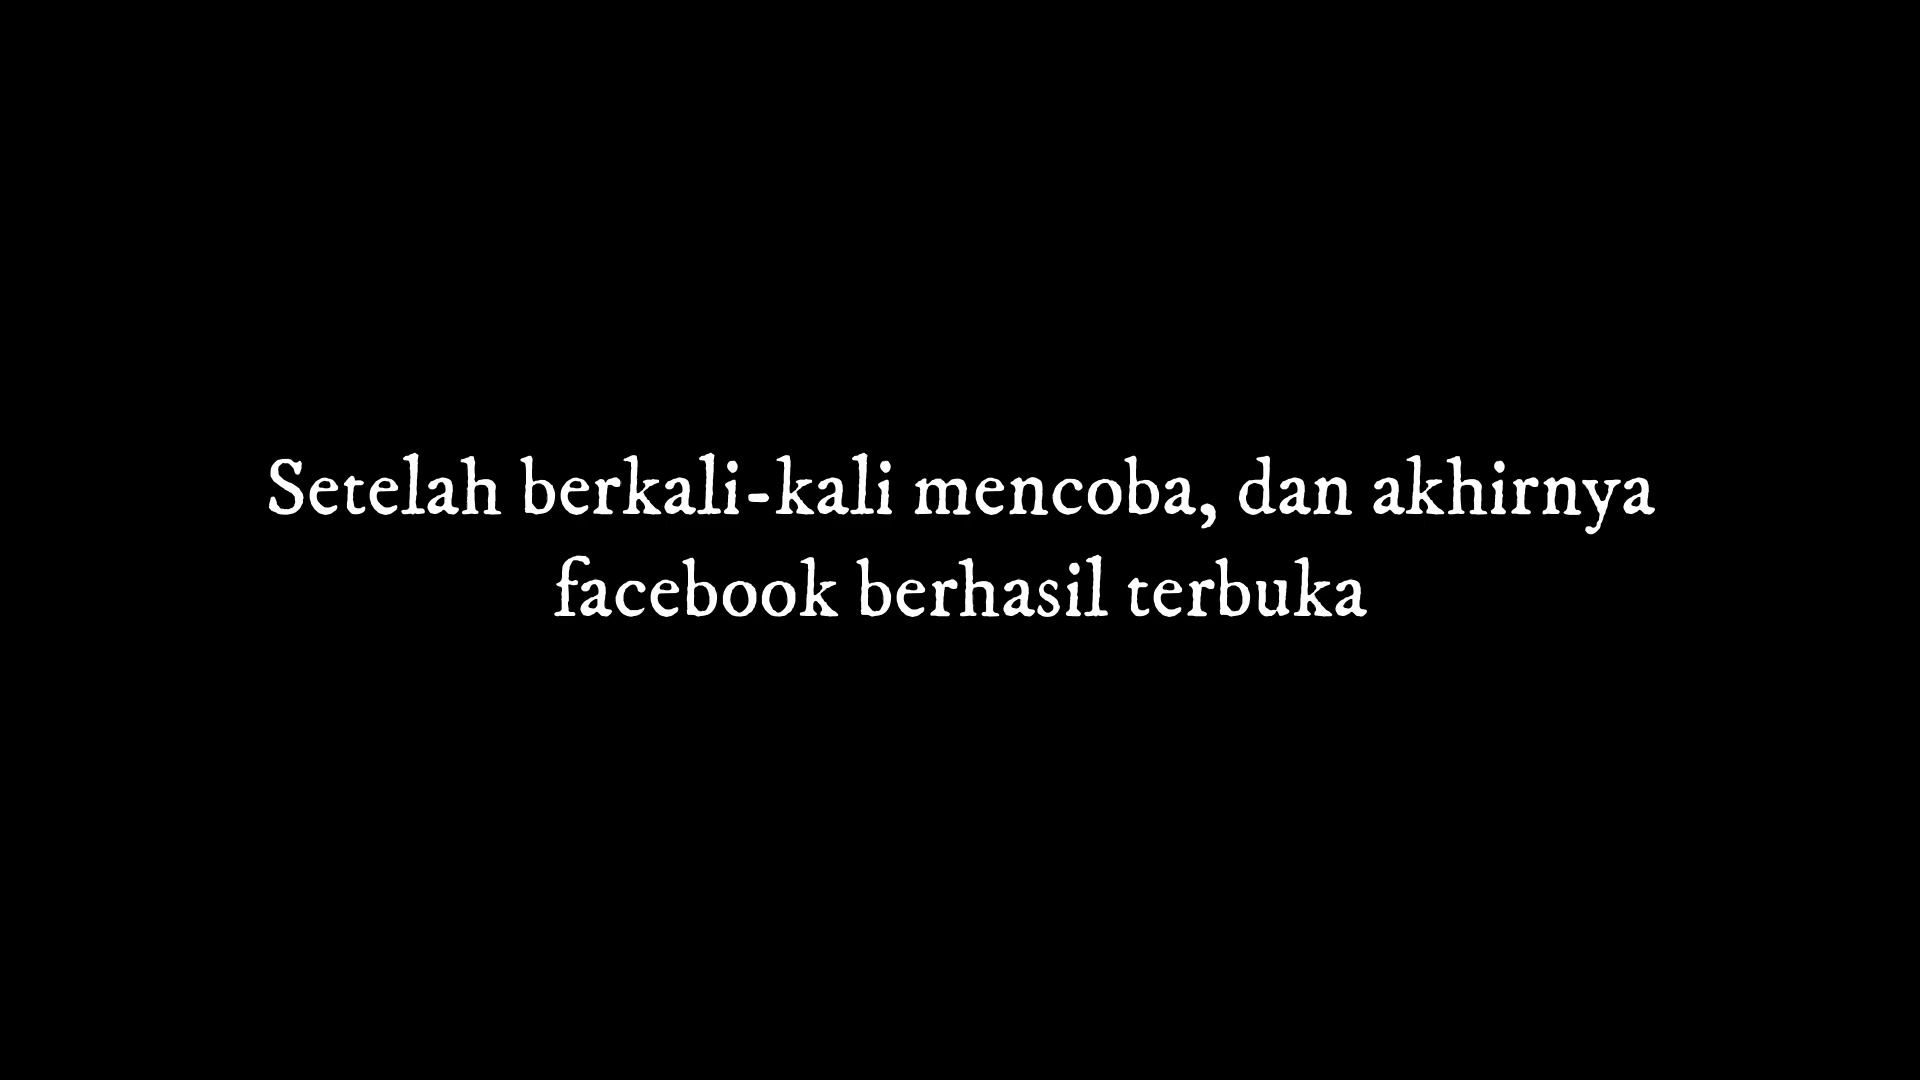 Setelah berkali-kali mencoba, dan akhirnya
facebook berhasil terbuka